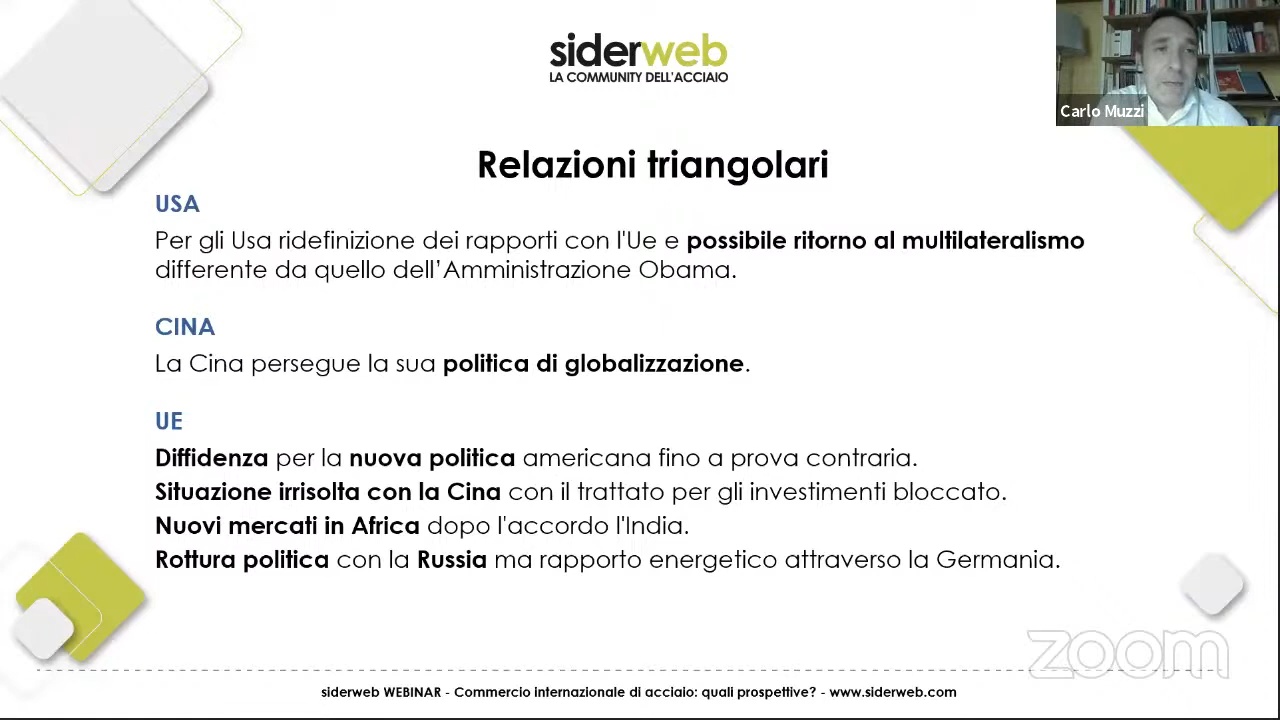 siderweb
LA COMMUNITY DELL'ACCIAIO
Carlo Muzzi
Relazioni triangolari
USA
Per gli Usa ridefinizione dei rapporti con l'Ue e possibile ritorno al multilateralismo
differente da quello dell’Amministrazione Obama.
CINA
La Cina persegue la sua politica di globalizzazione.
UE
Diffidenza per la nuova politica americana fino a prova contraria.
Situazione irrisolta con la Cina con il trattato per gli investimenti bloccato.
Nuovi mercati in Africa dopo l'accordo l'India.
Rottura politica con la Russia ma rapporto energetico attraverso la Germania.
zoom
siderweb WEBINAR - Commercio internazionale di acciaio: quali prospettive? - www.siderweb.com